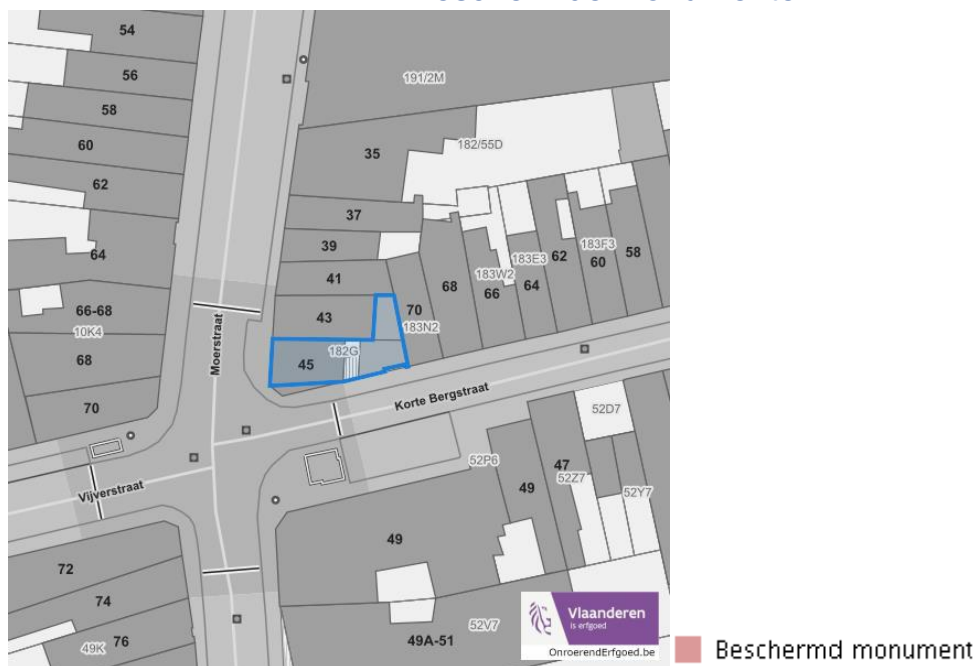 54
56
191/2M
58
60
35
182/55D
62
37
64
39
183E3
62
183F3
60
58
41
68
183W2
66
64
66-68
10K4
43
70
183N2
68
Moerstraat
182G
45
70
Korte Bergstraat
52D7
52P6
47
Vijverstraat
49
52Z7
52Y7
49
72
74
Vlaanderen
is erfgoed
49K
76
49A-51
52V7
OnroerendErfgoed.be
Beschermd monument